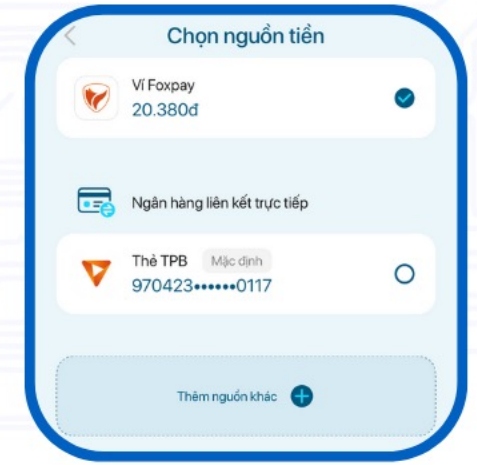 Chọn nguồn tiền
Ví Foxpay
20.380đ
Ngân hàng liên kết trực tiếp
Thẻ TPB Mặc định
970423••••••0117
Thêm nguồn khác